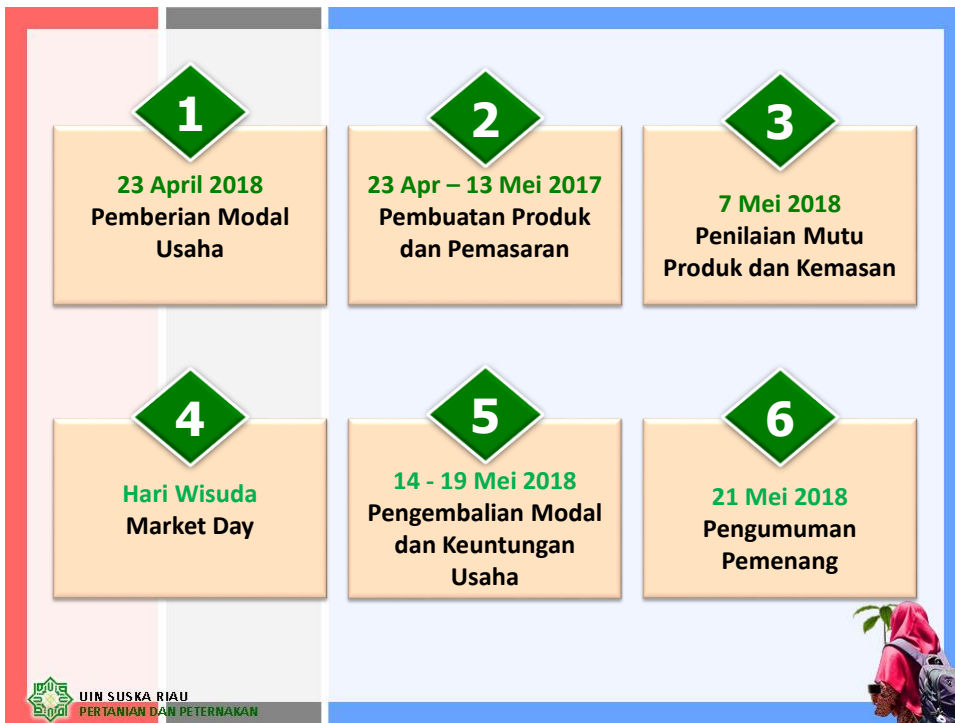 1
23 April 2018
Pemberian Modal
Usaha
2
23 Apr – 13 Mei 2017
Pembuatan Produk
dan Pemasaran
3
7 Mei 2018
Penilaian Mutu
Produk dan Kemasan
4
Hari Wisuda
Market Day
5
14 - 19 Mei 2018
Pengembalian Modal
dan Keuntungan
Usaha
6
21 Mei 2018
Pengumuman
Pemenang
UIN SUSKA RIAU
PERTANIAN DAN PETERNAKAN